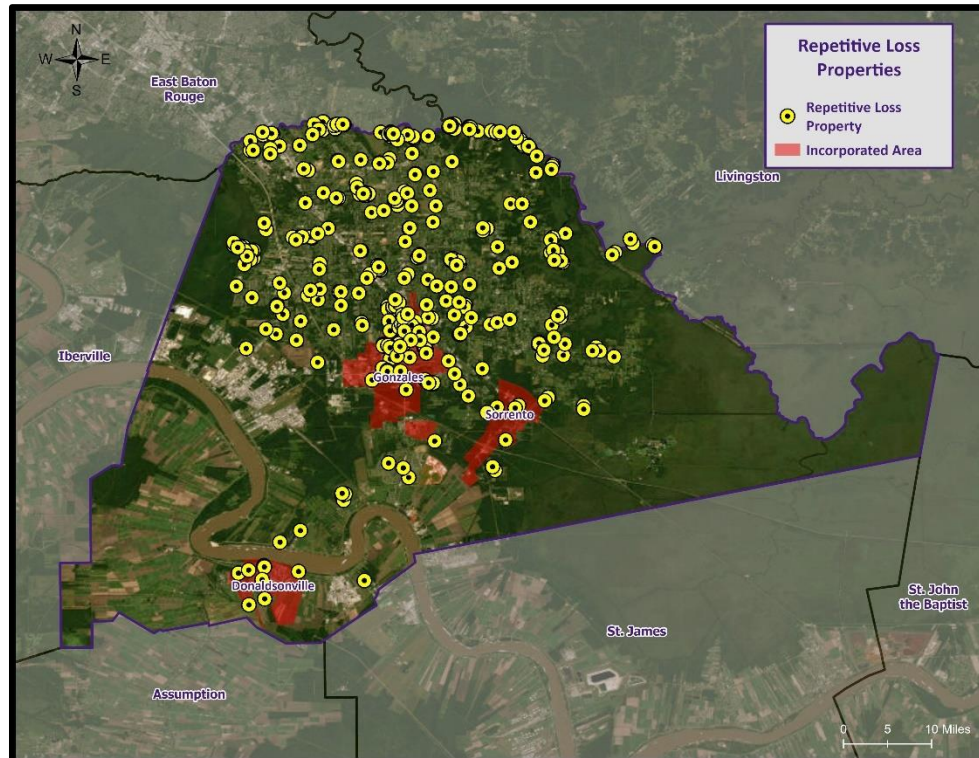 N
W E
S
East Baton
Rouge
Repetitive Loss
Properties
Repetitive Loss
Property
Incorporated Area
Livingston
Iberville
Gonzales
Sorrento
Donaldsonville
St. John
the Baptist
St. James
Assumption
0 5 10 Miles